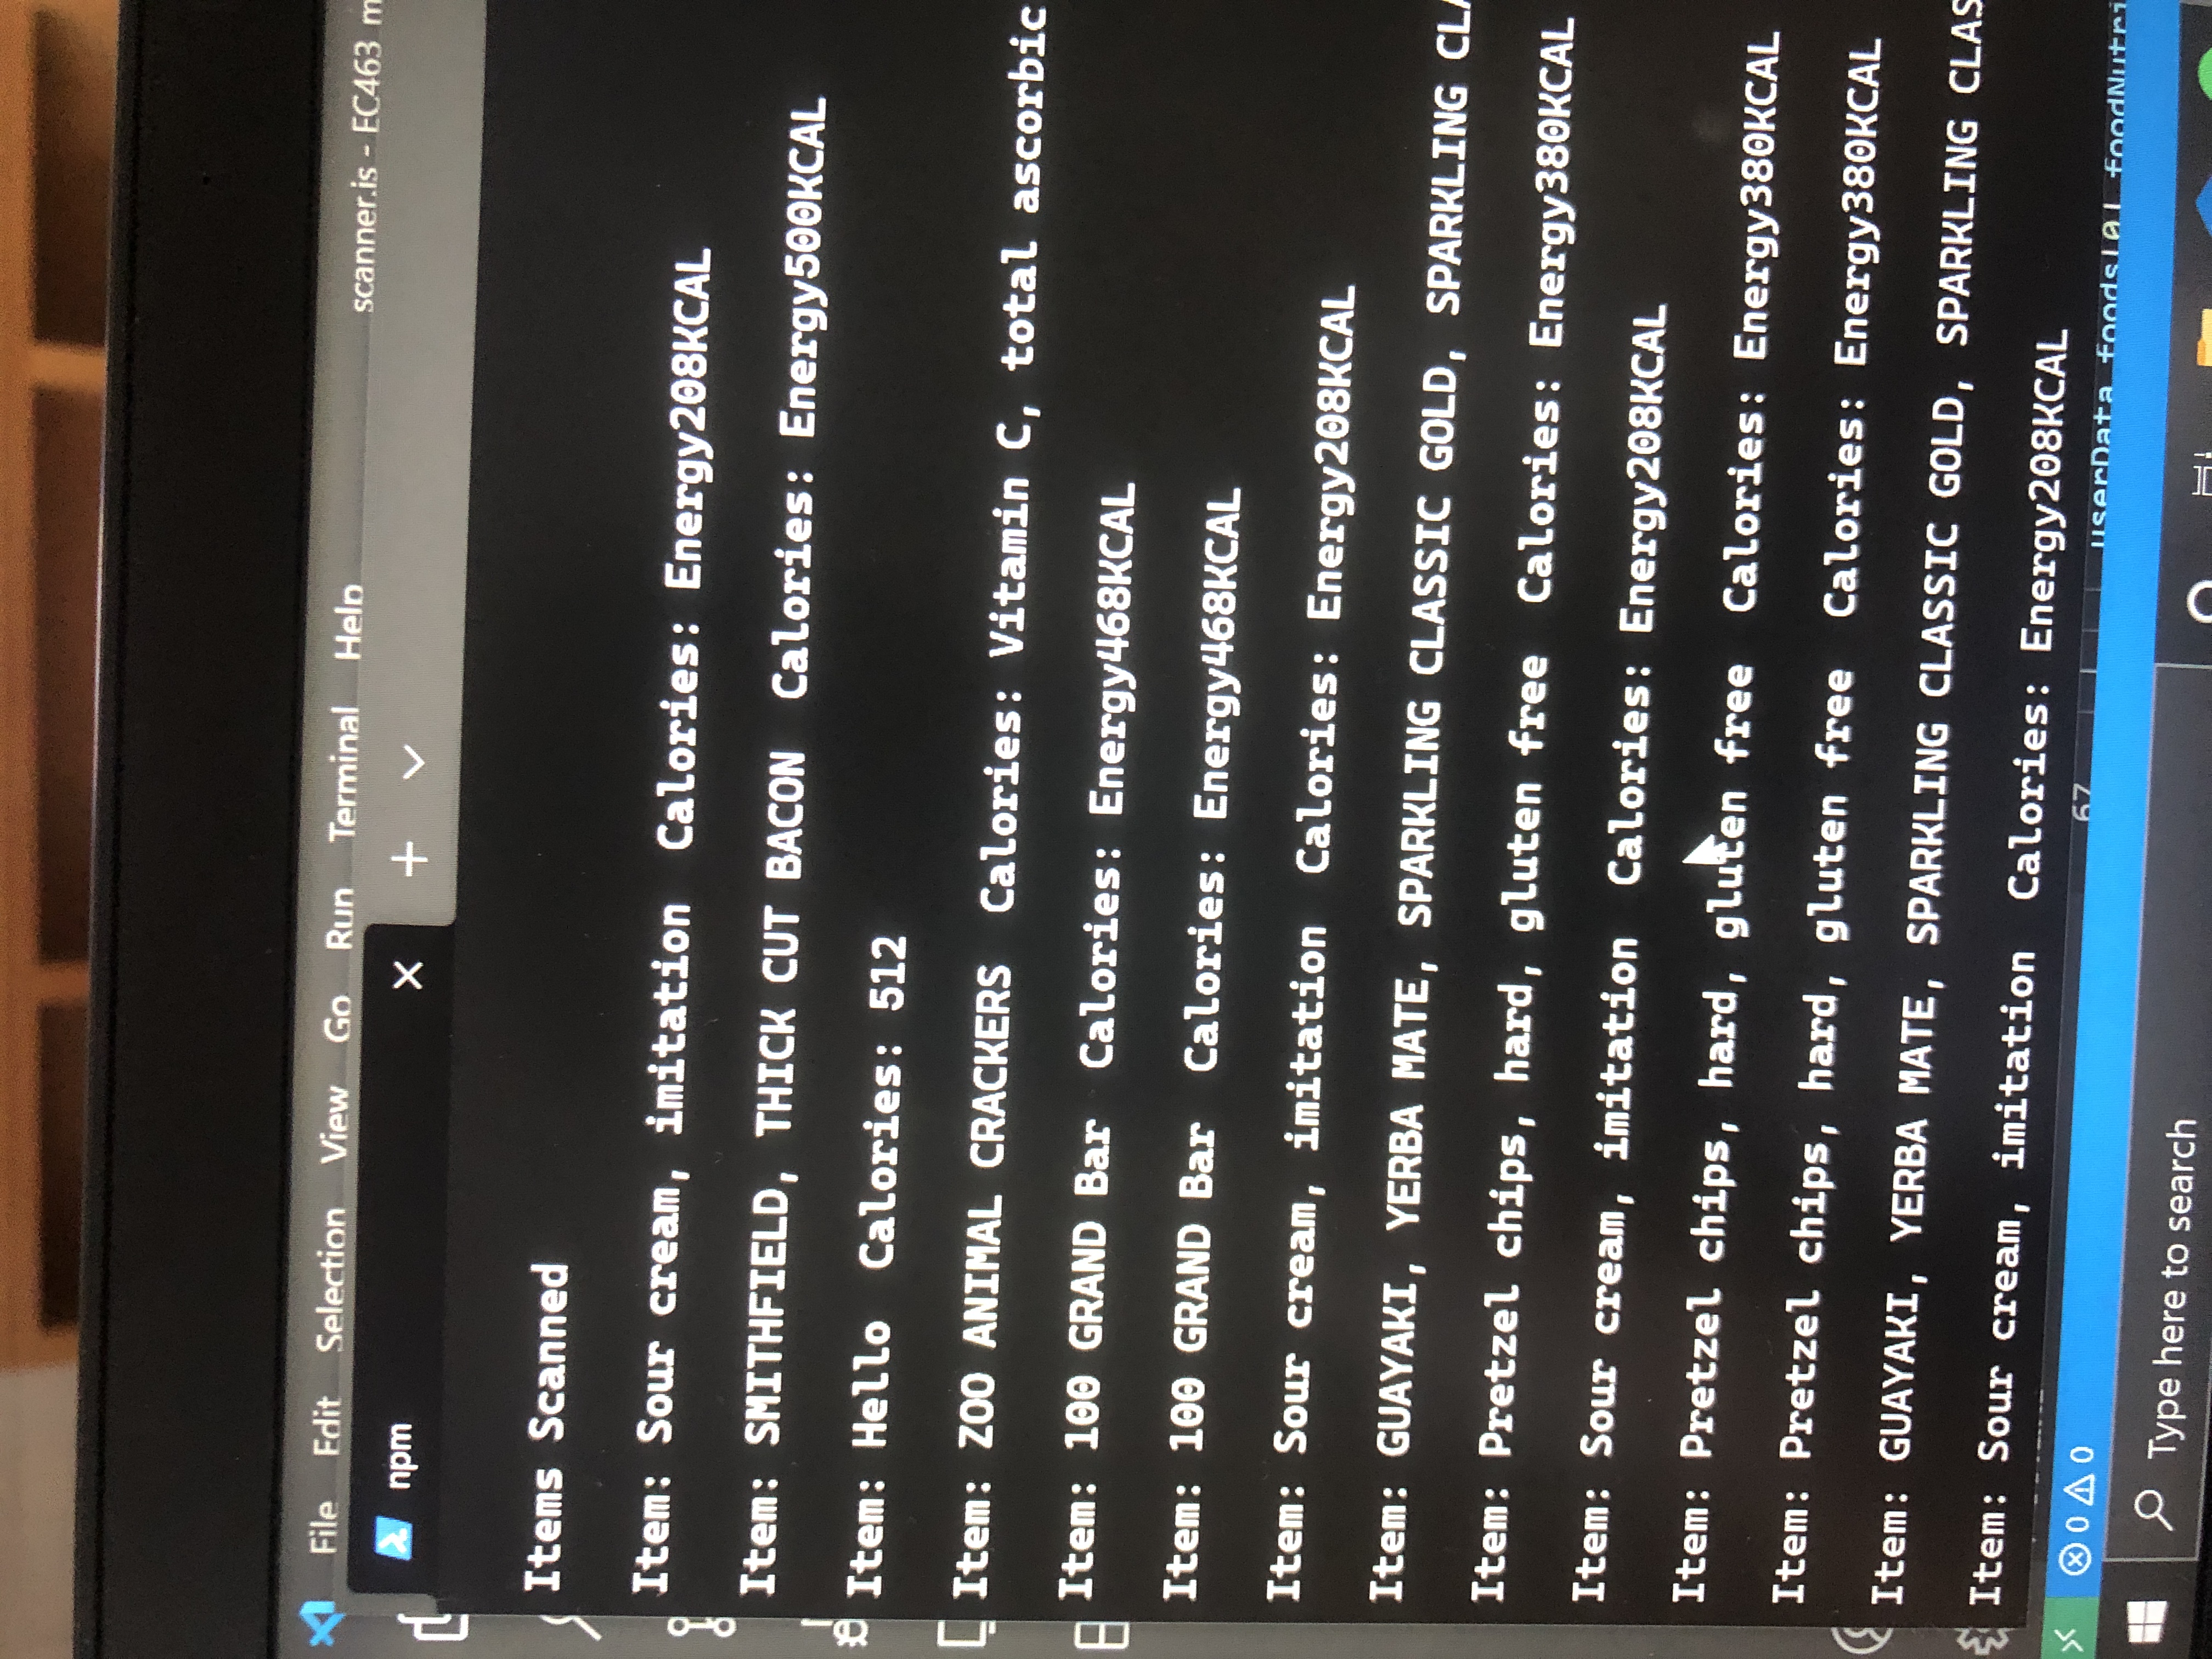 File Edit Selection View Go Run Terminal Help scanner.js - EC463
npm
Items Scanned
Item: Sour cream, imitation Calories: Energy208KCAL
Item: SMITHFIELD, THICK CUT BACON Calories: Energy500KCAL
Item: Hello Calories: 512
Item: ZOO ANIMAL CRACKERS Calories: Vitamin C, total ascorbic
Item: 100 GRAND Bar Calories: Energy468KCAL
Item: 100 GRAND Bar Calories: Energy468KCAL
Item: Sour cream, imitation Calories: Energy208KCAL
Item: GUAYAKI, YERBA MATE, SPARKLING CLASSIC GOLD, SPARKLING CLA
Item: Pretzel chips, hard, gluten free Calories: Energy380KCAL
Item: Sour cream, imitation Calories: Energy208KCAL
Item: Pretzel chips, hard, gluten free Calories: Energy380KCAL
Item: Pretzel chips, hard, gluten free Calories: Energy380KCAL
Item: GUAYAKI, YERBA MATE, SPARKLING CLASSIC GOLD, SPARKLING CLAS
Item: Sour cream, imitation Calories: Energy208KCAL
67 userData foods[0] foodNutri
0 0
Type here to search